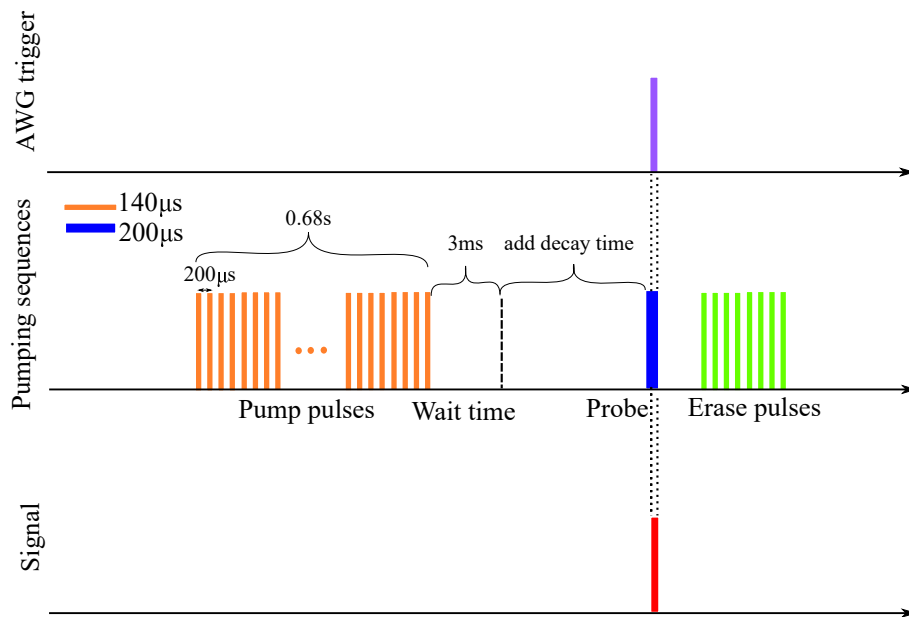 AWG trigger
140μs
200μs
0.68s
3ms
add decay time
200μs
Pumping sequences
Pump pulses
Wait time
Probe
Erase pulses
Signal